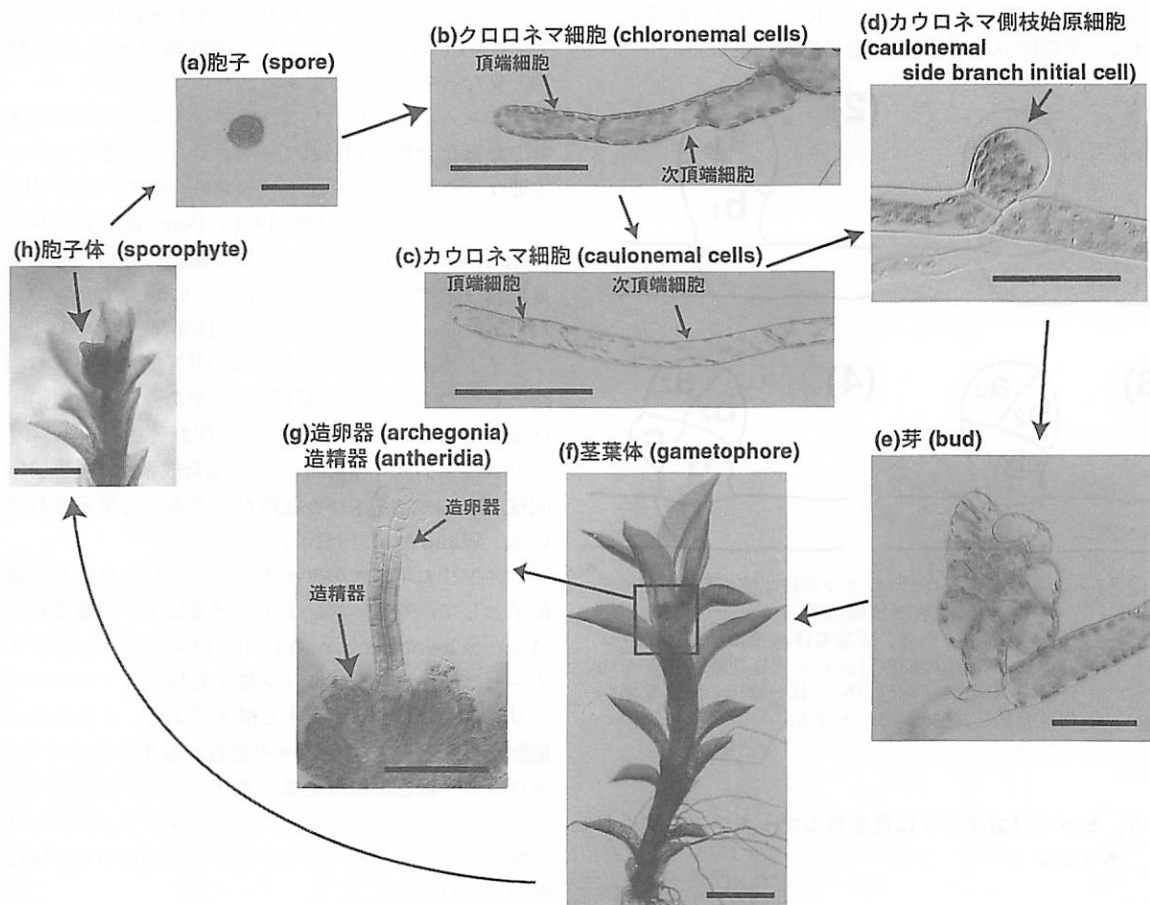 (a)胞子 (spore)
(b)クロロネマ細胞 (chloronemal cells)
頂端細胞
次頂端細胞
(c)カウロネマ細胞 (caulonemal cells)
頂端細胞
次頂端細胞
(d)カウロネマ側枝始原細胞
(caulonemal
side branch initial cell)
(e)芽 (bud)
(f)茎葉体 (gametophore)
(g)造卵器 (archegonia)
造精器 (antheridia)
造卵器
造精器
(h)胞子体 (sporophyte)